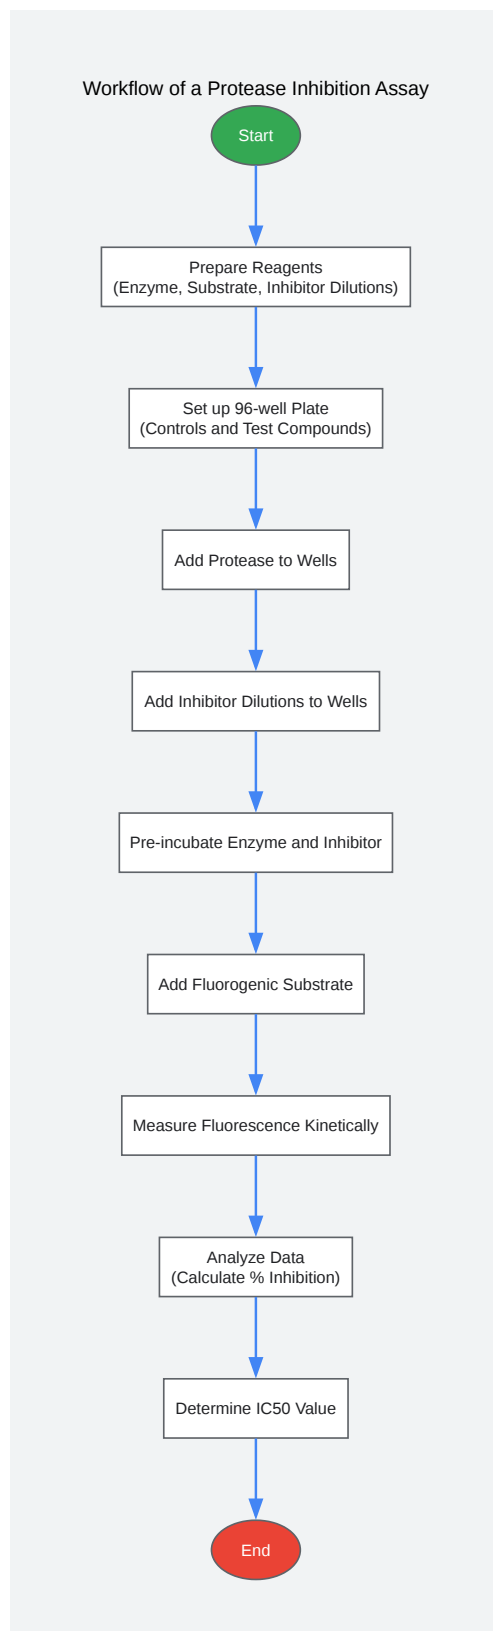 Workflow of a Protease Inhibition Assay
Start
Prepare Reagents
(Enzyme, Substrate, Inhibitor Dilutions)
Set up 96-well Plate
(Controls and Test Compounds)
Add Protease to Wells
Add Inhibitor Dilutions to Wells
Pre-incubate Enzyme and Inhibitor
Add Fluorogenic Substrate
Measure Fluorescence Kinetically
Analyze Data
(Calculate % Inhibition)
Determine IC50 Value
End